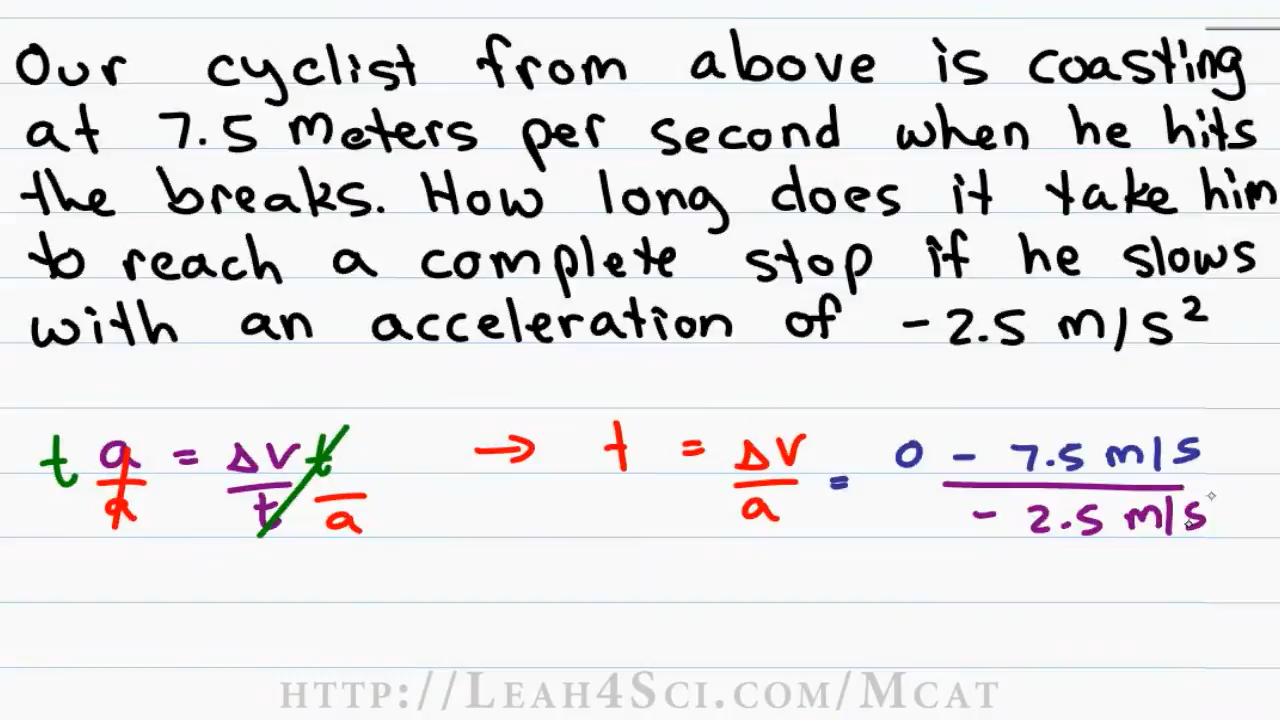 Our cyclist from above is coasting
at 7.5 meters per second when he hits
the breaks. How long does it take him
to reach a complete stop if he slows
with an acceleration of -2.5 m/s²
t a/a = Δv t/t a → t = Δv/a = 0 - 7.5 m/s / -2.5 m/s
HTTP://LEAH4SCI.COM/MCAT